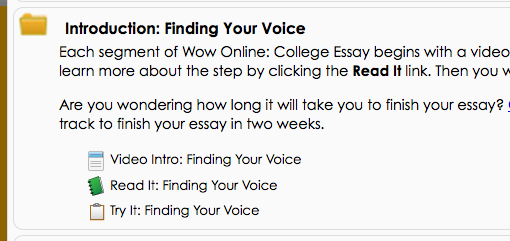 Introduction: Finding Your Voice
Each segment of Wow Online: College Essay begins with a video
learn more about the step by clicking the Read It link. Then you
Are you wondering how long it will take you to finish your essay?
track to finish your essay in two weeks.
Video Intro: Finding Your Voice
Read It: Finding Your Voice
Try It: Finding Your Voice